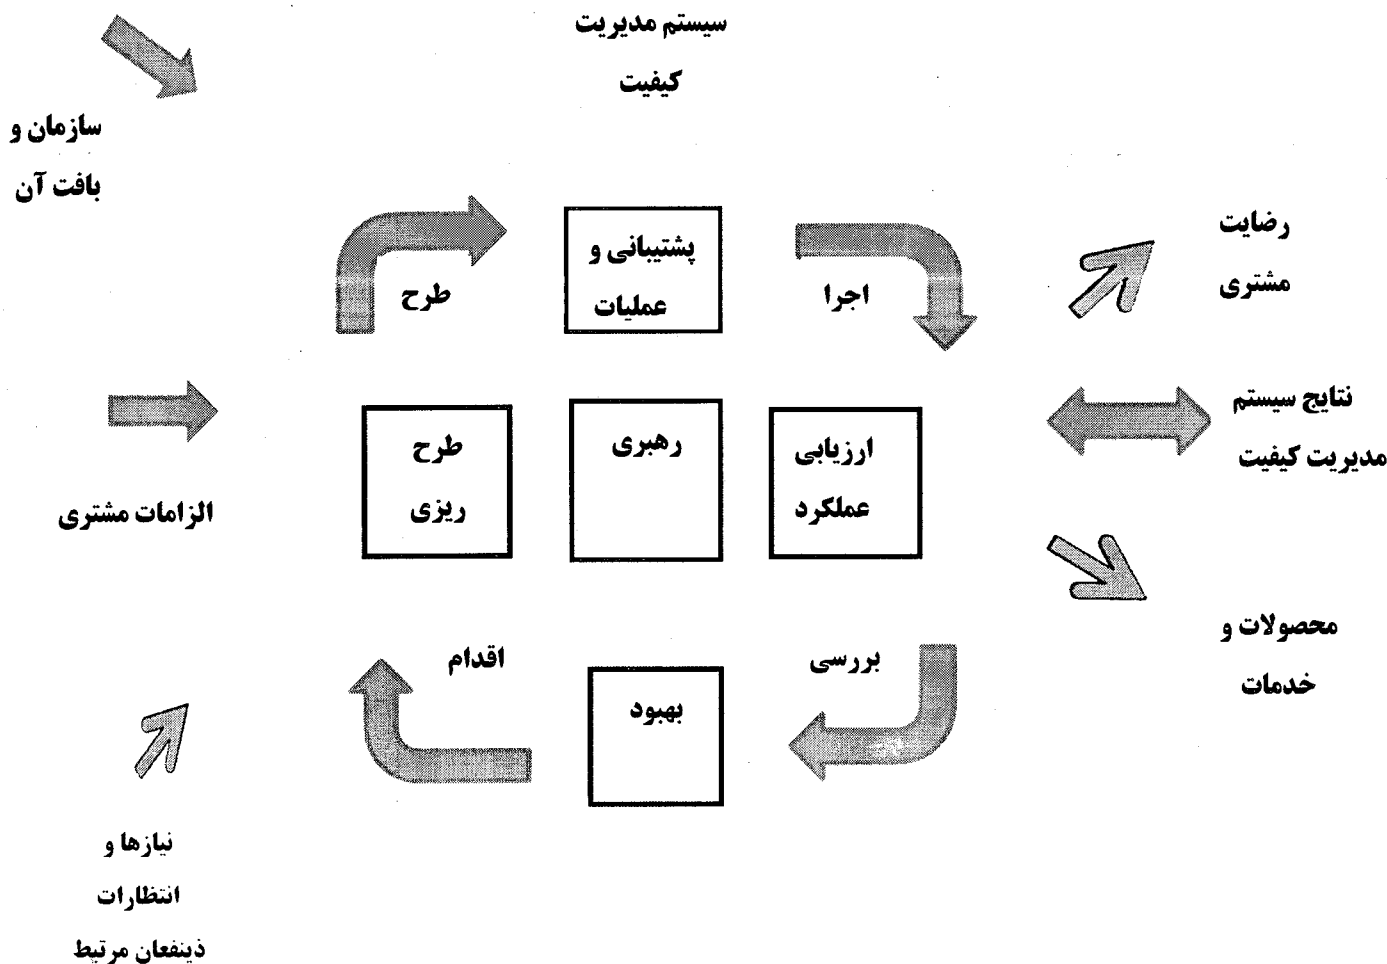 سیستم مدیریت
کیفیت
سازمان و
بافت آن
رضایت
مشتری
پشتیبانی و
عملیات
طرح
اجرا
نتایج سیستم
مدیریت کیفیت
ارزیابی
عملکرد
رهبری
طرح
ریزی
الزامات مشتری
محصولات و
خدمات
بررسی
اقدام
بهبود
نیازها و
انتظارات
ذینفعان مرتبط